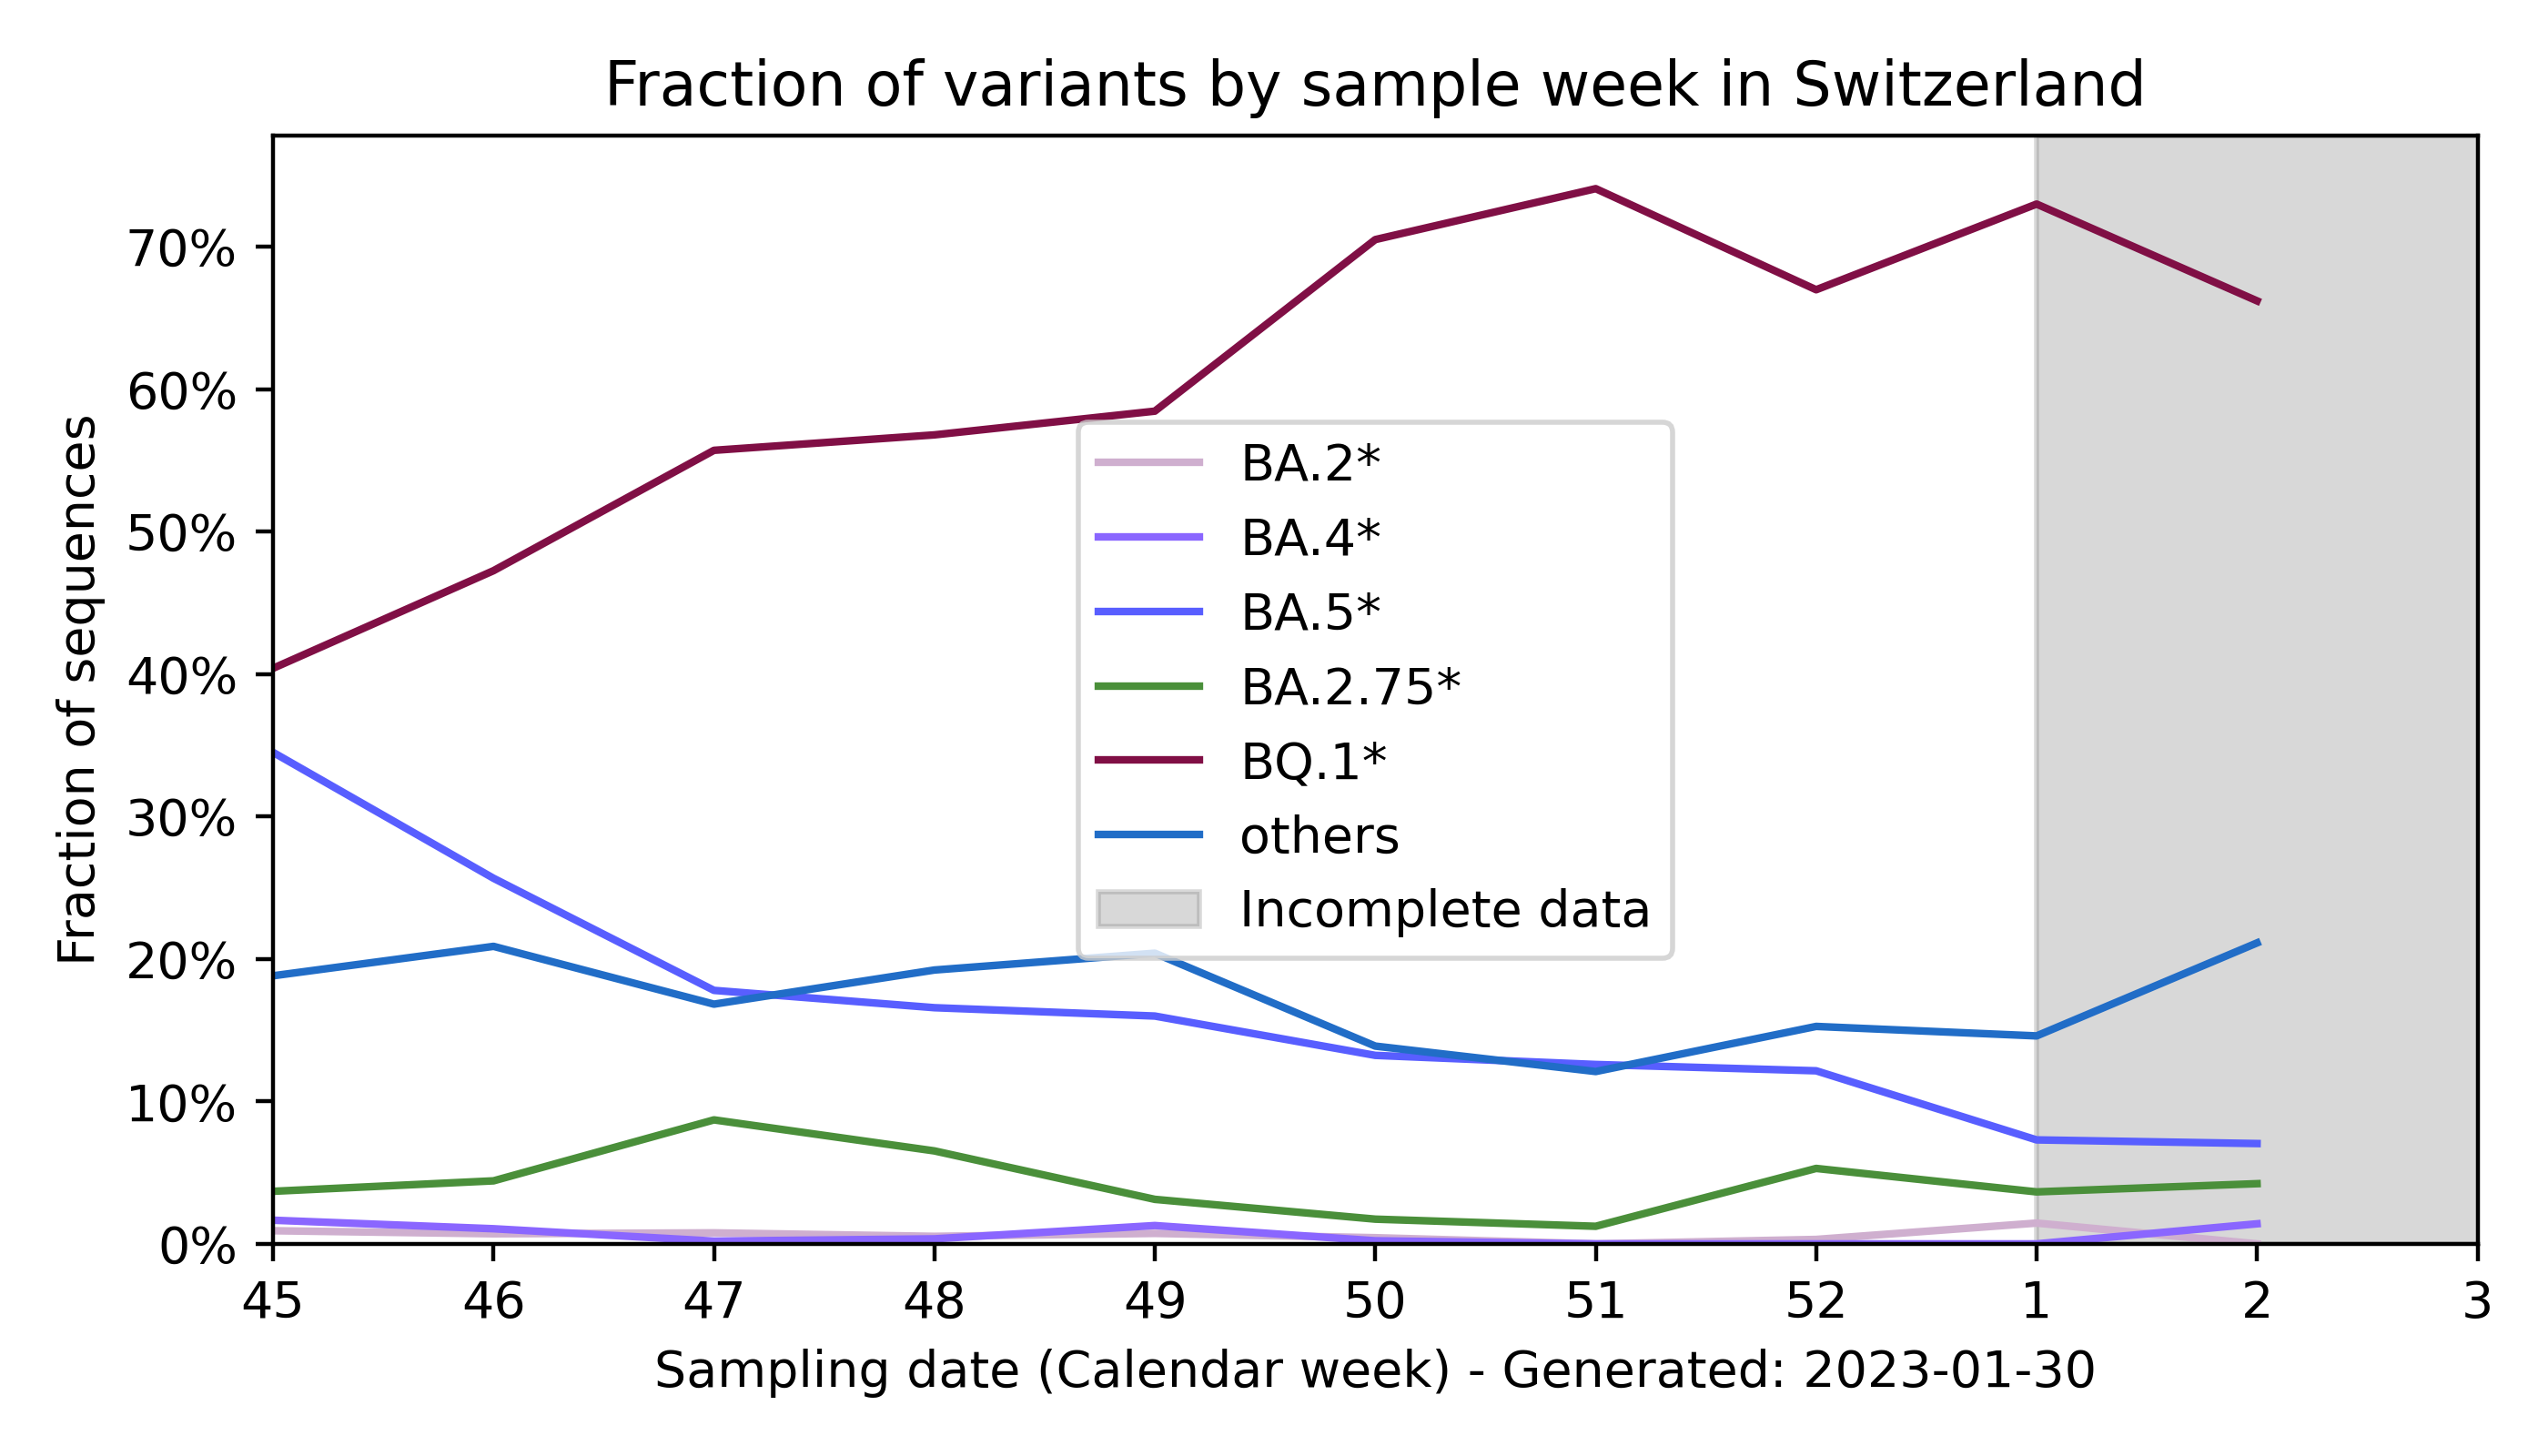 Fraction of variants by sample week in Switzerland
Fraction of sequences
70%
60%
50%
40%
30%
20%
10%
0%
BA.2*
BA.4*
BA.5*
BA.2.75*
BQ.1*
others
Incomplete data
45 46 47 48 49 50 51 52 1 2 3
Sampling date (Calendar week) - Generated: 2023-01-30